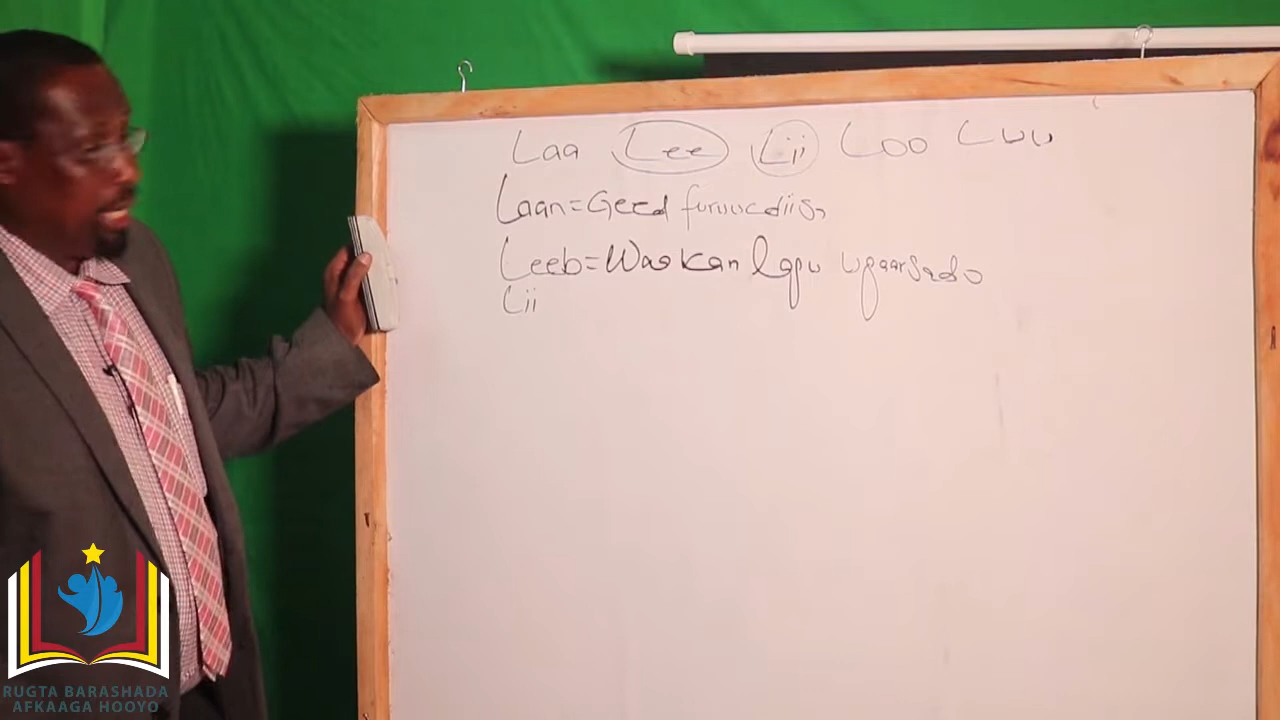 Laa Lee Lii Loo Luu
Laan = Geed furuucdiisa
Leeb = Waa kan lagu ugaarsado
Lii
RUGTA BARASHADA
AFKAAGA HOOYO